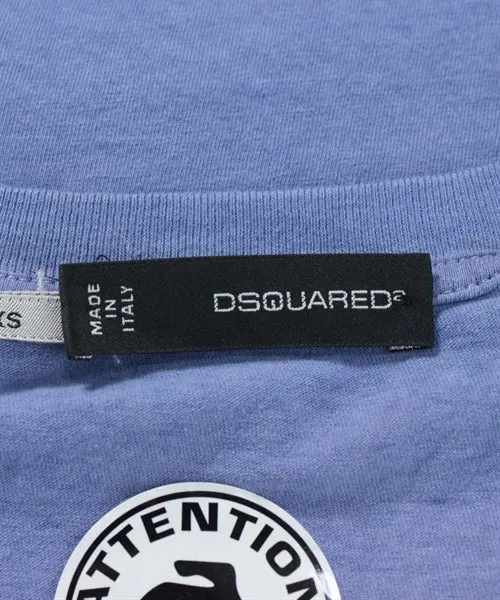 MADE
IN
ITALY
DSQUARED2
XS
ATTENTION